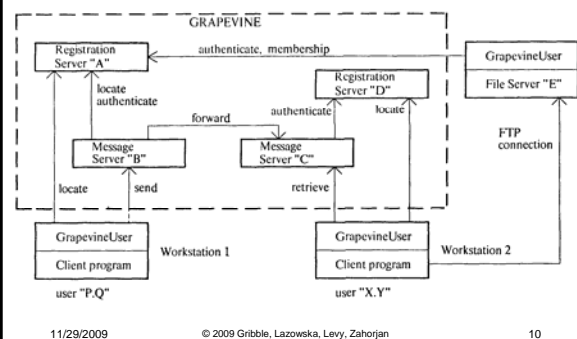 GRAPEVINE
Registration
Server "A"
authenticate, membership
GrapevineUser
File Server "E"
Registration
Server "D"
locate
authenticate
forward
authenticate
locate
FTP
connection
Message
Server "B"
Message
Server "C"
locate
send
retrieve
GrapevineUser
Client program
Workstation 1
GrapevineUser
Client program
Workstation 2
user "P.Q"
user "X.Y"
11/29/2009
© 2009 Gribble, Lazowska, Levy, Zahorjan
10